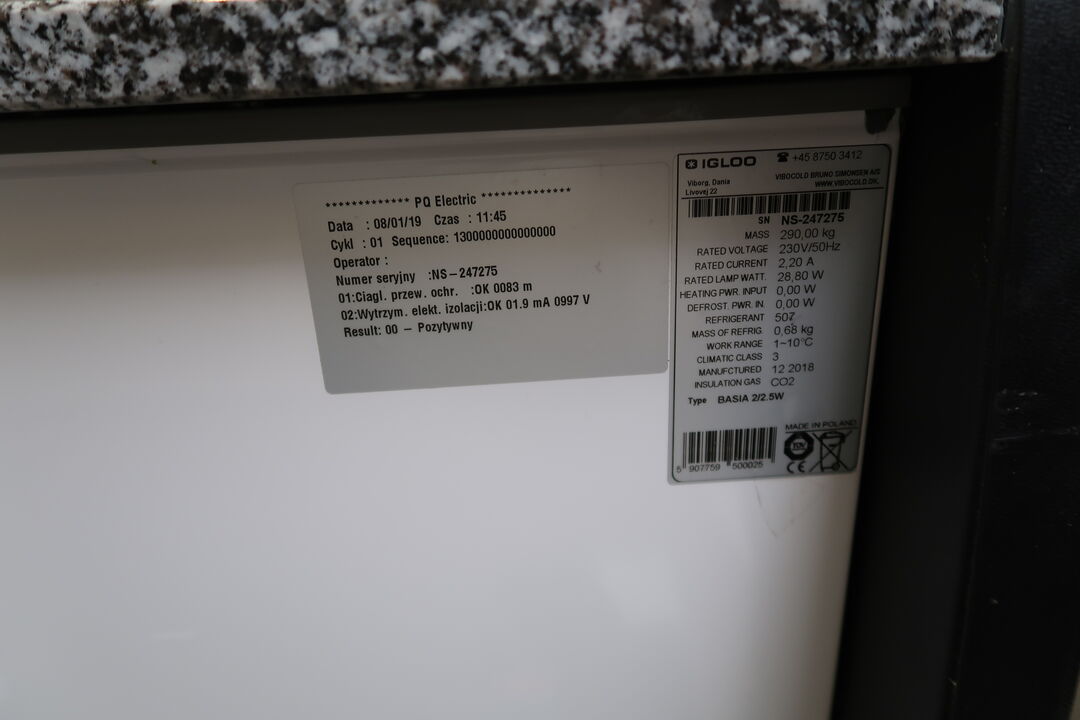 ************* PQ Electric **************
Data : 08/01/19 Czas : 11:45
Cykl : 01 Sequence: 1300000000000000
Operator :
Numer seryjny :NS-247275
01:Ciagl. przew. ochr. :OK 0083 m
02:Wytrzym. elekt. izolacji:OK 01.9 mA 0997 V
Result: 00 - Pozytywny
IGLOO ☎ +45 8750 3412
VIBOCOLD BRUNO SIMONSEN A/S
Viborg, Dania WWW.VIBOCOLD.DK,
Livovej 22
SN NS-247275
MASS 290,00 kg
RATED VOLTAGE 230V/50Hz
RATED CURRENT 2,20 A
RATED LAMP WATT. 28,80 W
HEATING PWR. INPUT 0,00 W
DEFROST. PWR. IN. 0,00 W
REFRIGERANT 507
MASS OF REFRIG. 0,68 kg
WORK RANGE 1~10°C
CLIMATIC CLASS 3
MANUFCTURED 12 2018
INSULATION GAS CO2
Type BASIA 2/2.5W
MADE IN POLAND
TÜV
CE
5 907759 500025